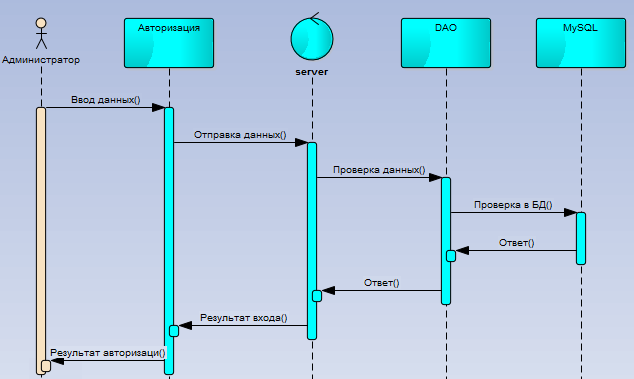 Авторизация
DAO
MySQL
Администратор
server
Ввод данных()
Отправка данных()
Проверка данных()
Проверка в БД()
Ответ()
Ответ()
Результат входа()
Результат авторизаци()